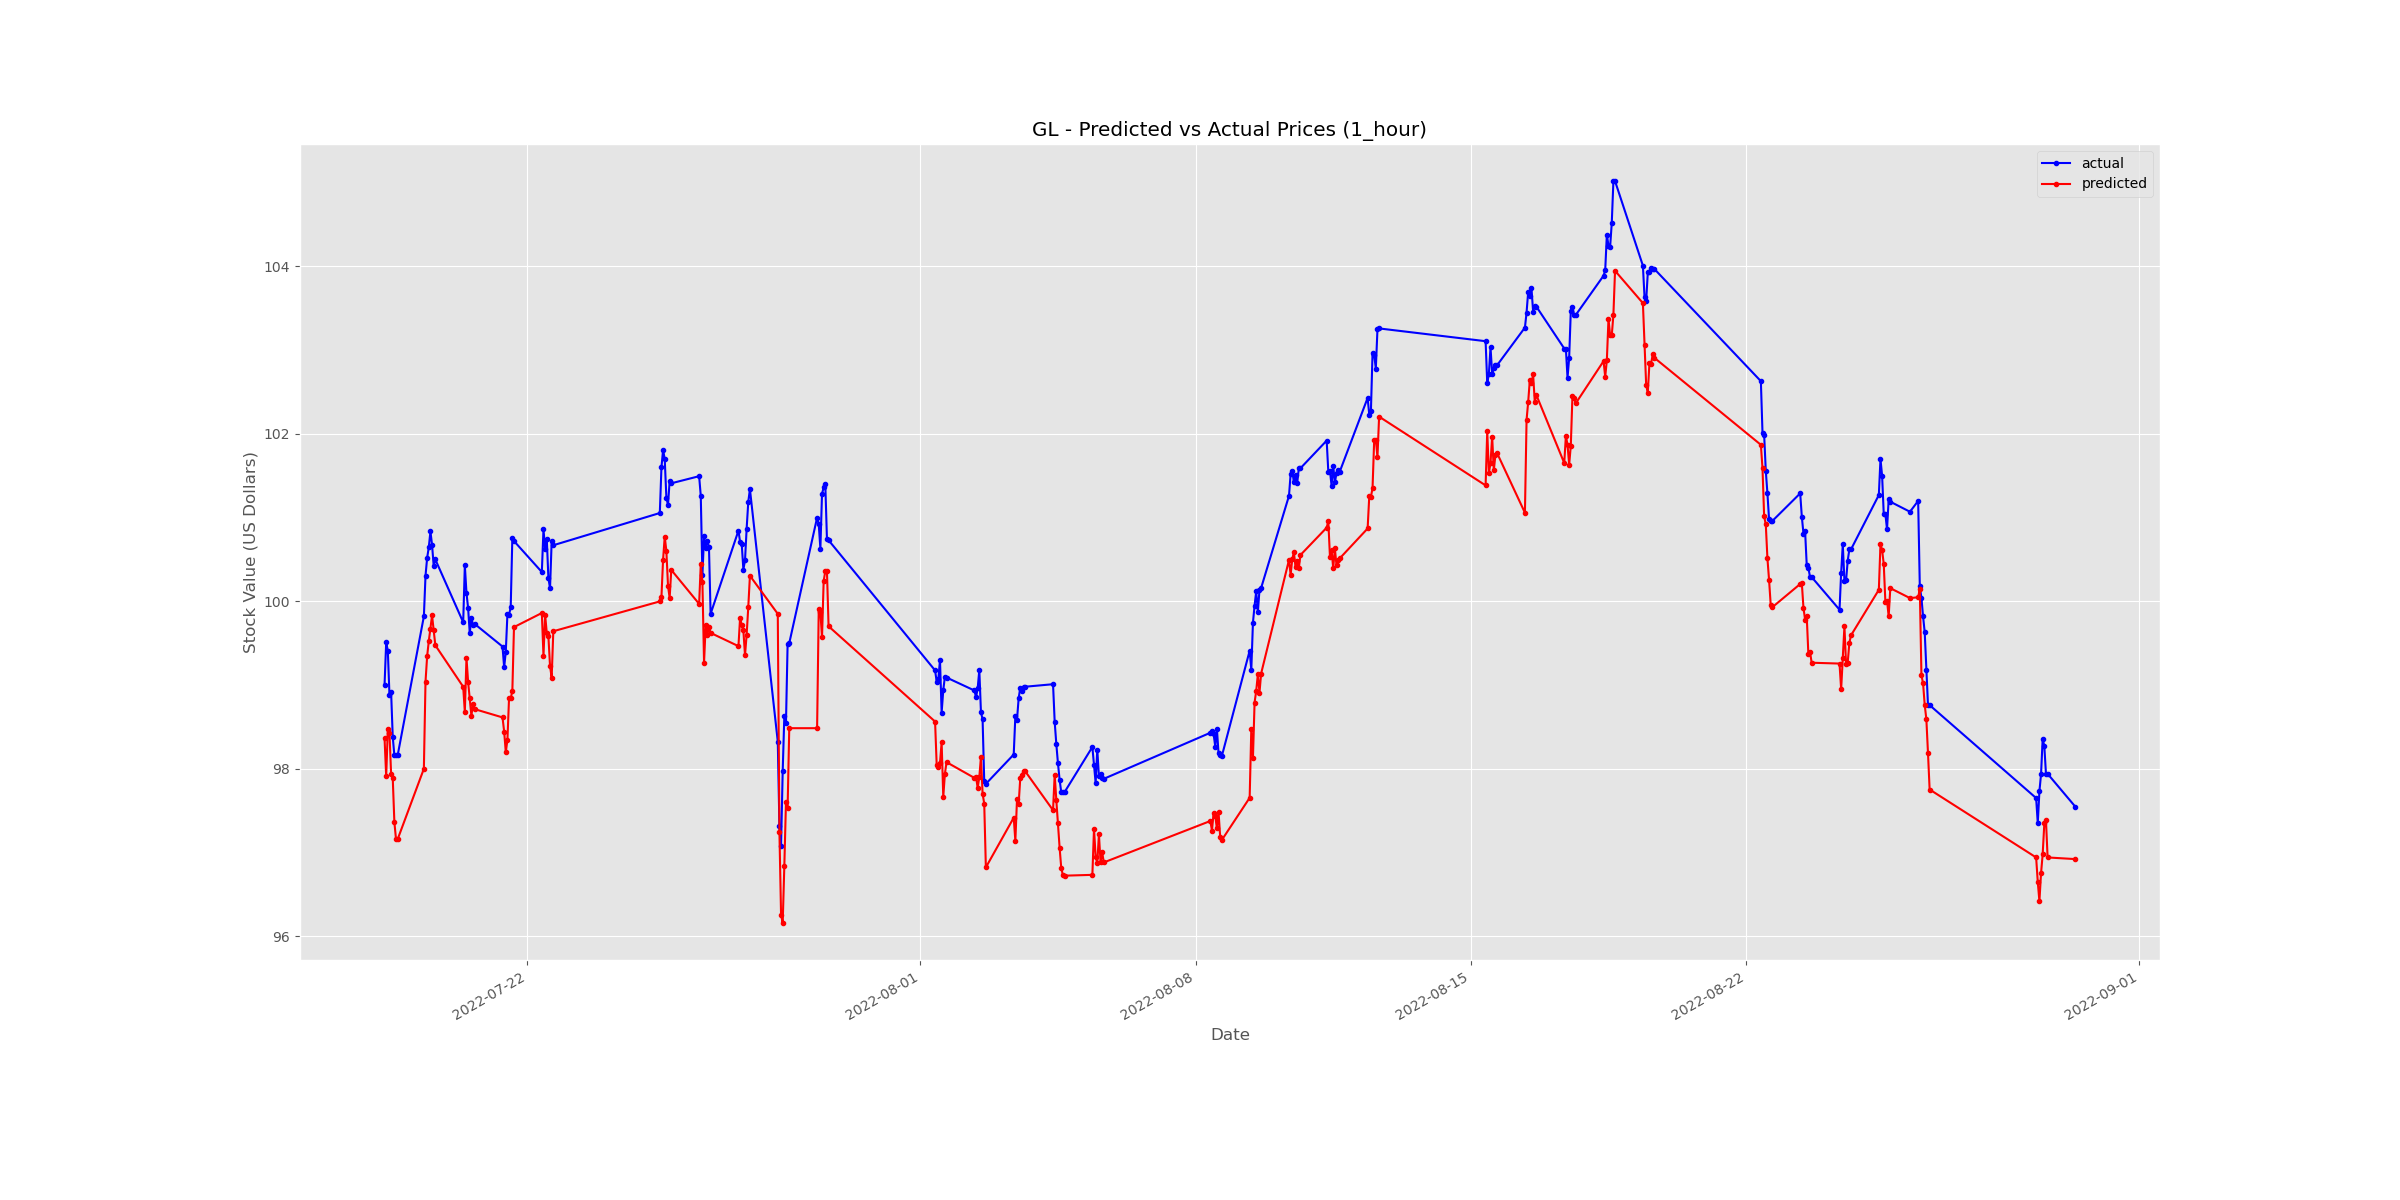 GL - Predicted vs Actual Prices (1_hour)
actual
predicted
Stock Value (US Dollars)
104
102
100
98
96
2022-07-22
2022-08-01
2022-08-08
2022-08-15
2022-08-22
2022-09-01
Date